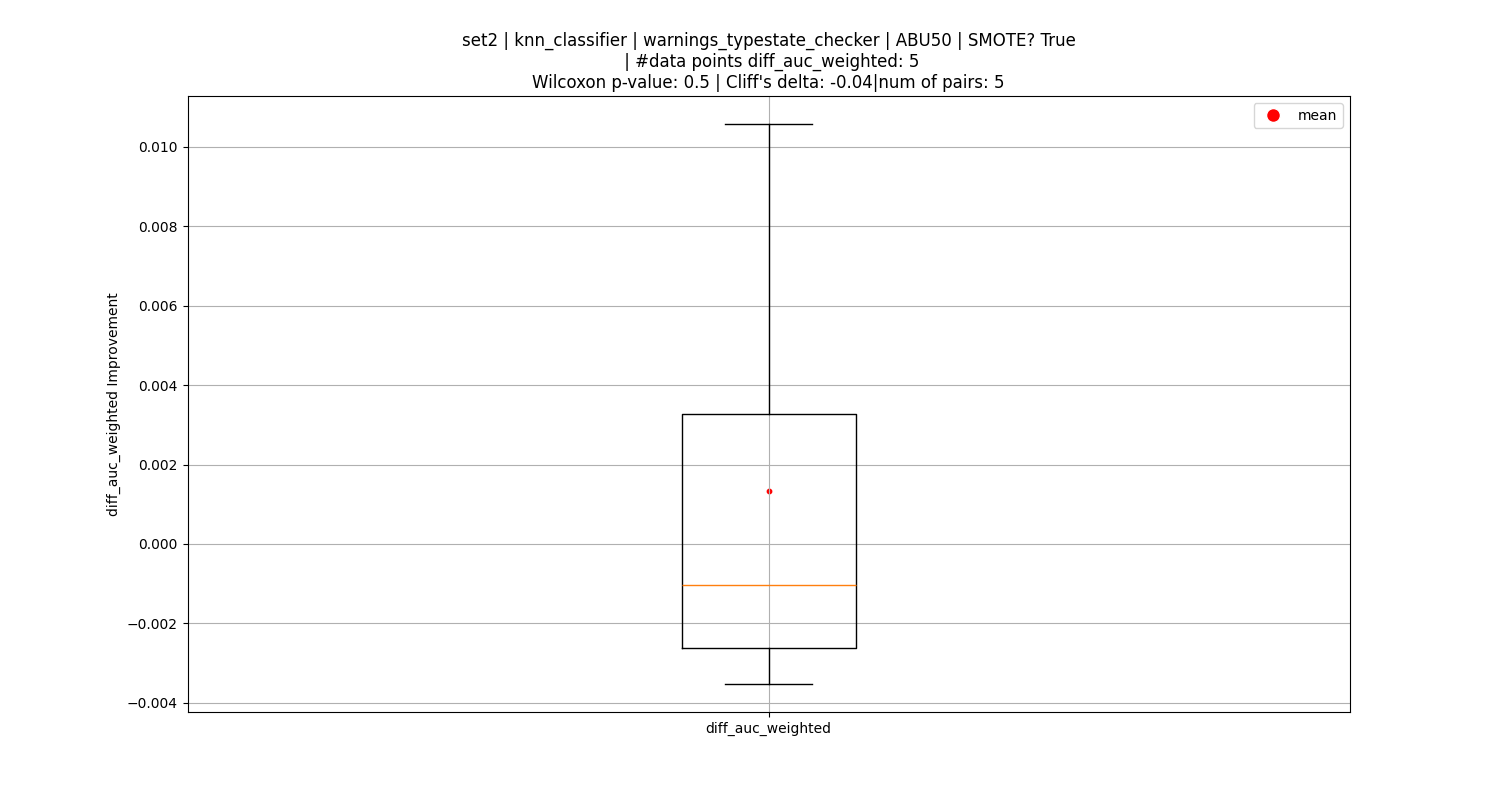 set2 | knn_classifier | warnings_typestate_checker | ABU50 | SMOTE? True
| #data points diff_auc_weighted: 5
Wilcoxon p-value: 0.5 | Cliff's delta: -0.04|num of pairs: 5
mean
0.010
0.008
0.006
0.004
0.002
0.000
−0.002
−0.004
diff_auc_weighted Improvement
diff_auc_weighted